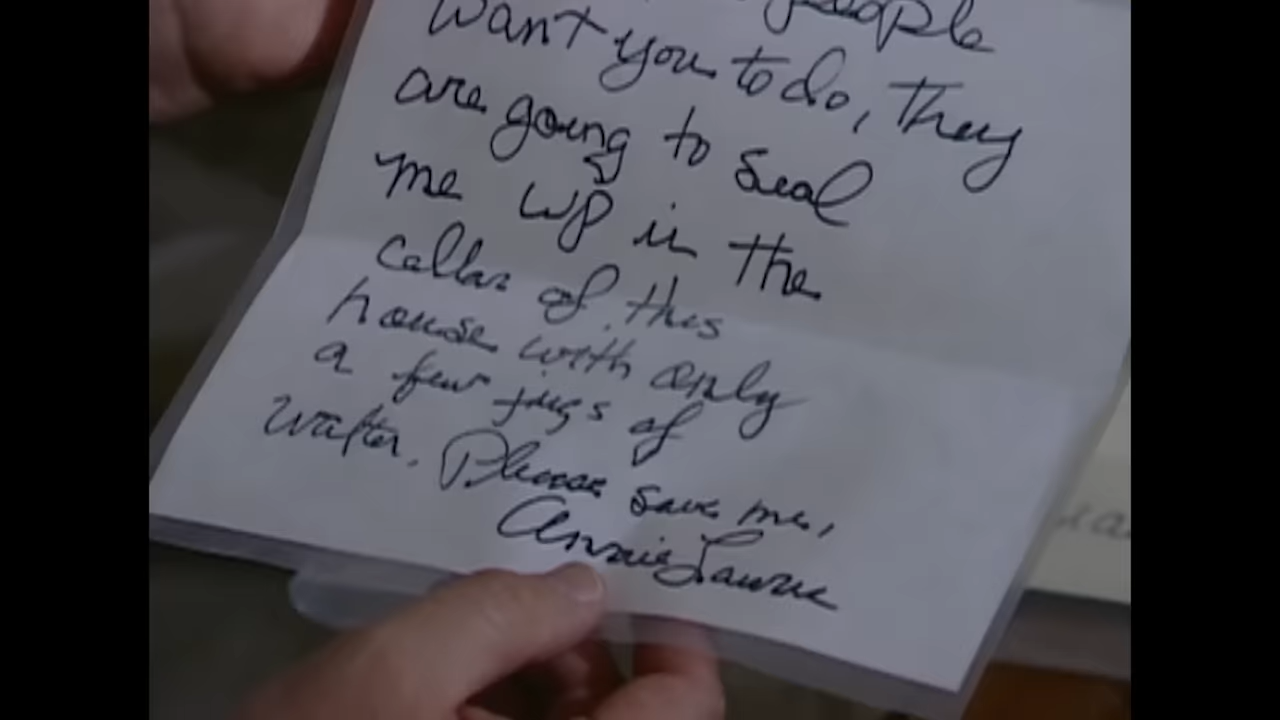 people
want you to do, they
are going to seal
me up in the
cellar of this
house with only
a few jugs of
water. Please save me,
Annie Laurie